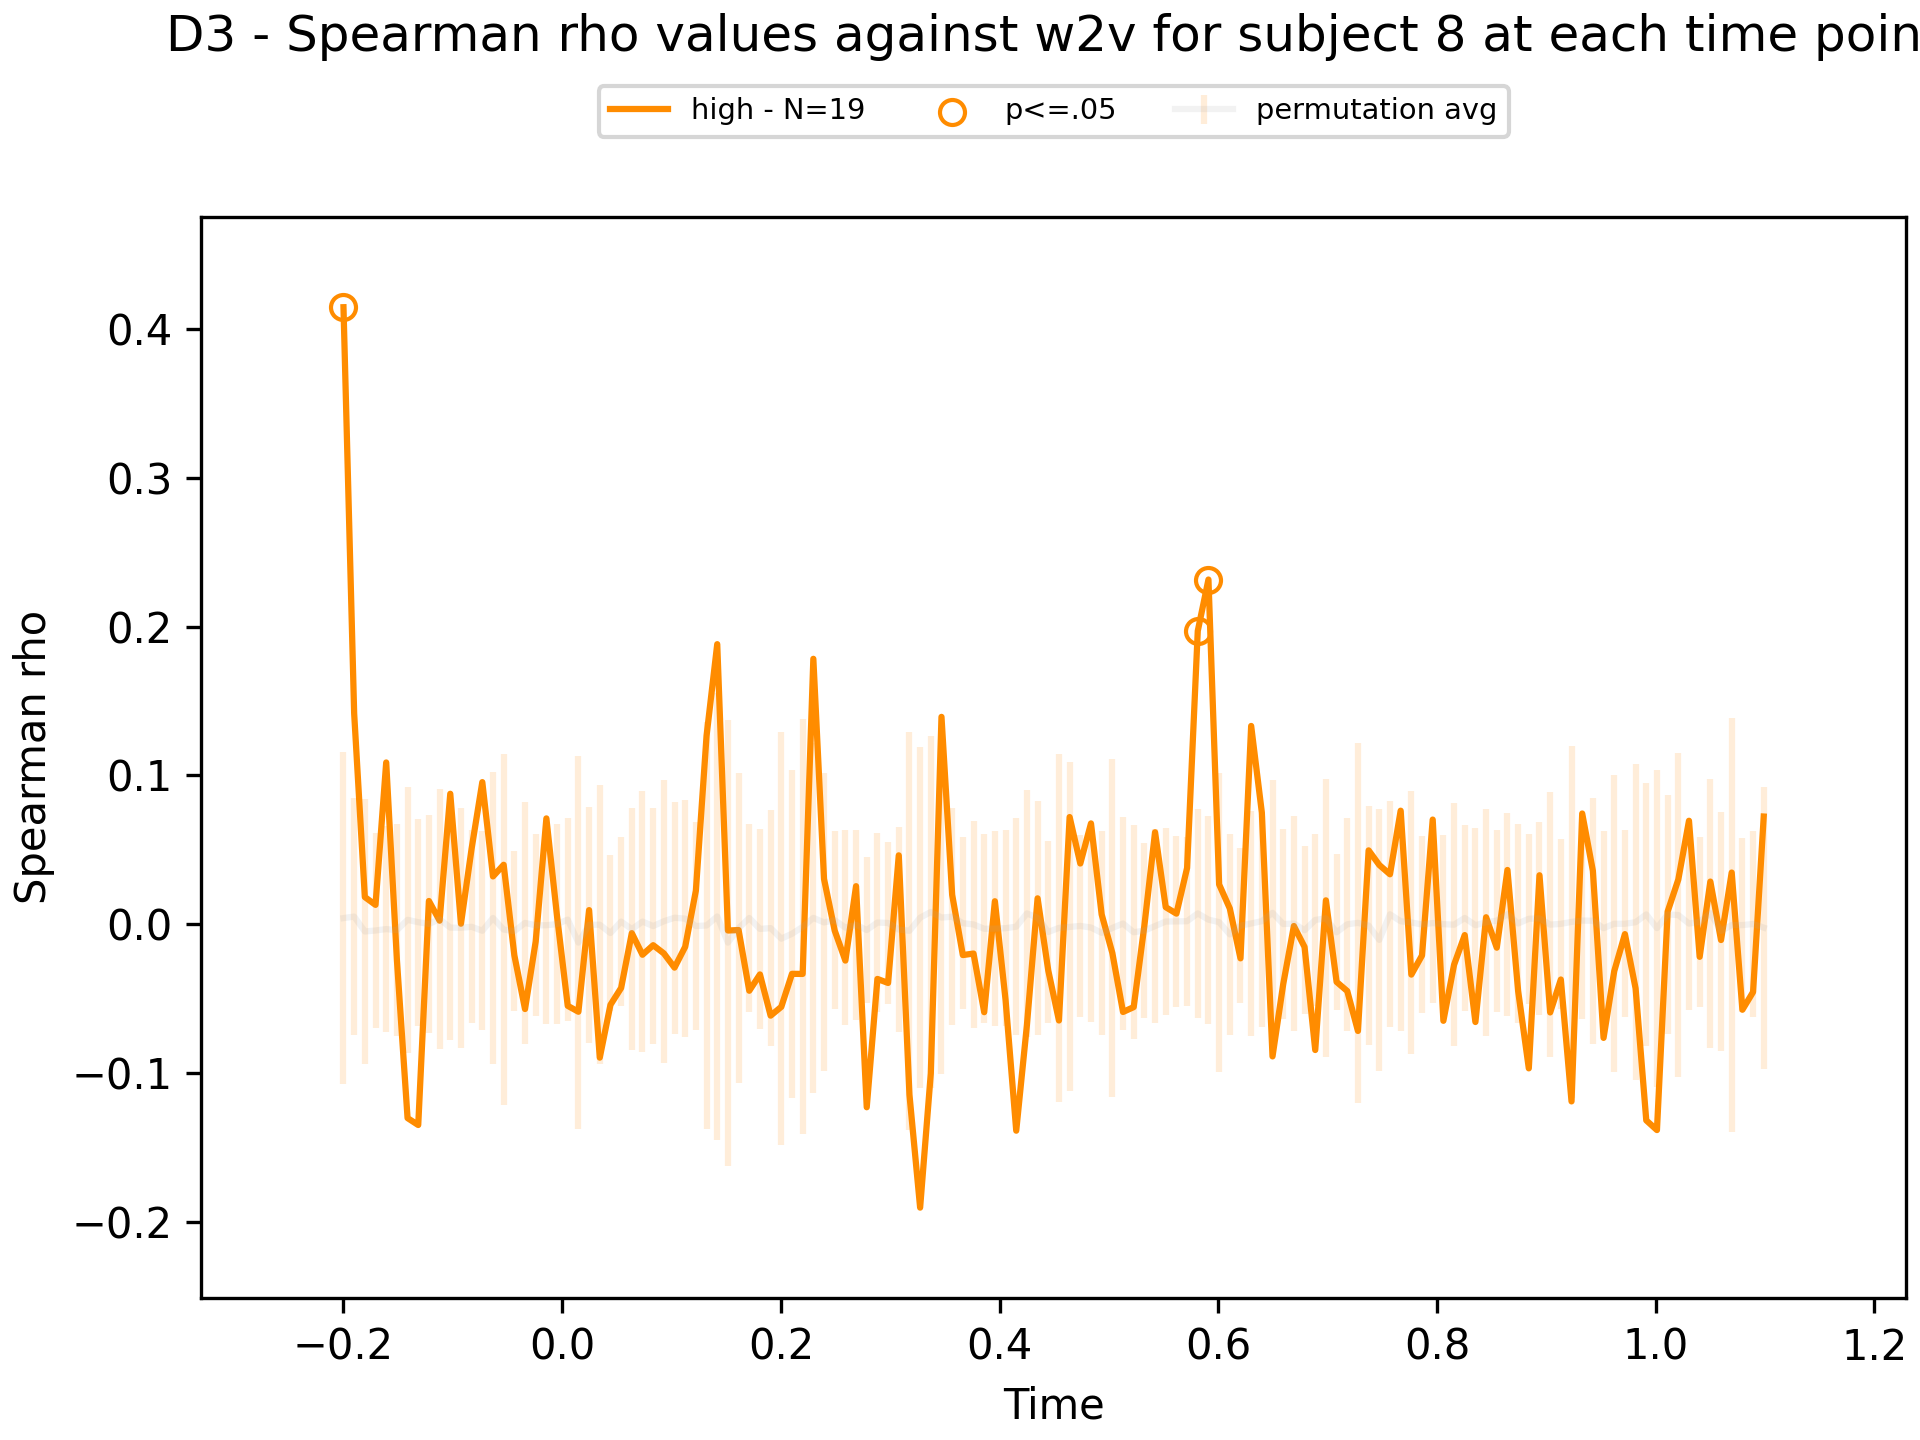 D3 - Spearman rho values against w2v for subject 8 at each time poin
high - N=19 p<=.05 permutation avg
Spearman rho
0.4
0.3
0.2
0.1
0.0
−0.1
−0.2
−0.2 0.0 0.2 0.4 0.6 0.8 1.0 1.2
Time